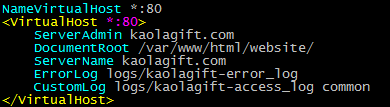 NameVirtualHost *:80
<VirtualHost *:80>
ServerAdmin kaolagift.com
DocumentRoot /var/www/html/website/
ServerName kaolagift.com
ErrorLog logs/kaolagift-error_log
CustomLog logs/kaolagift-access_log common
</VirtualHost>